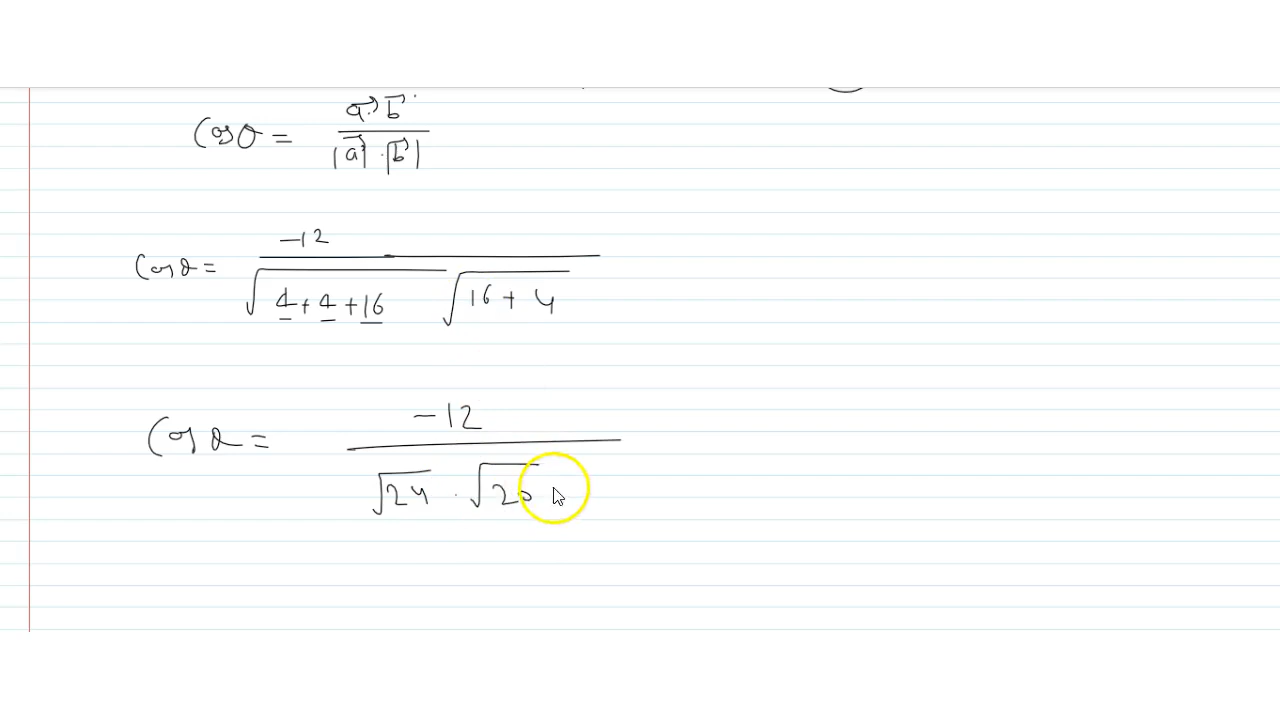 Cosθ = a⃗·b⃗ / |a⃗|·|b⃗|
Cosθ = -12 / √(4+4+16) √(16+4)
Cosθ = -12 / √24 · √20